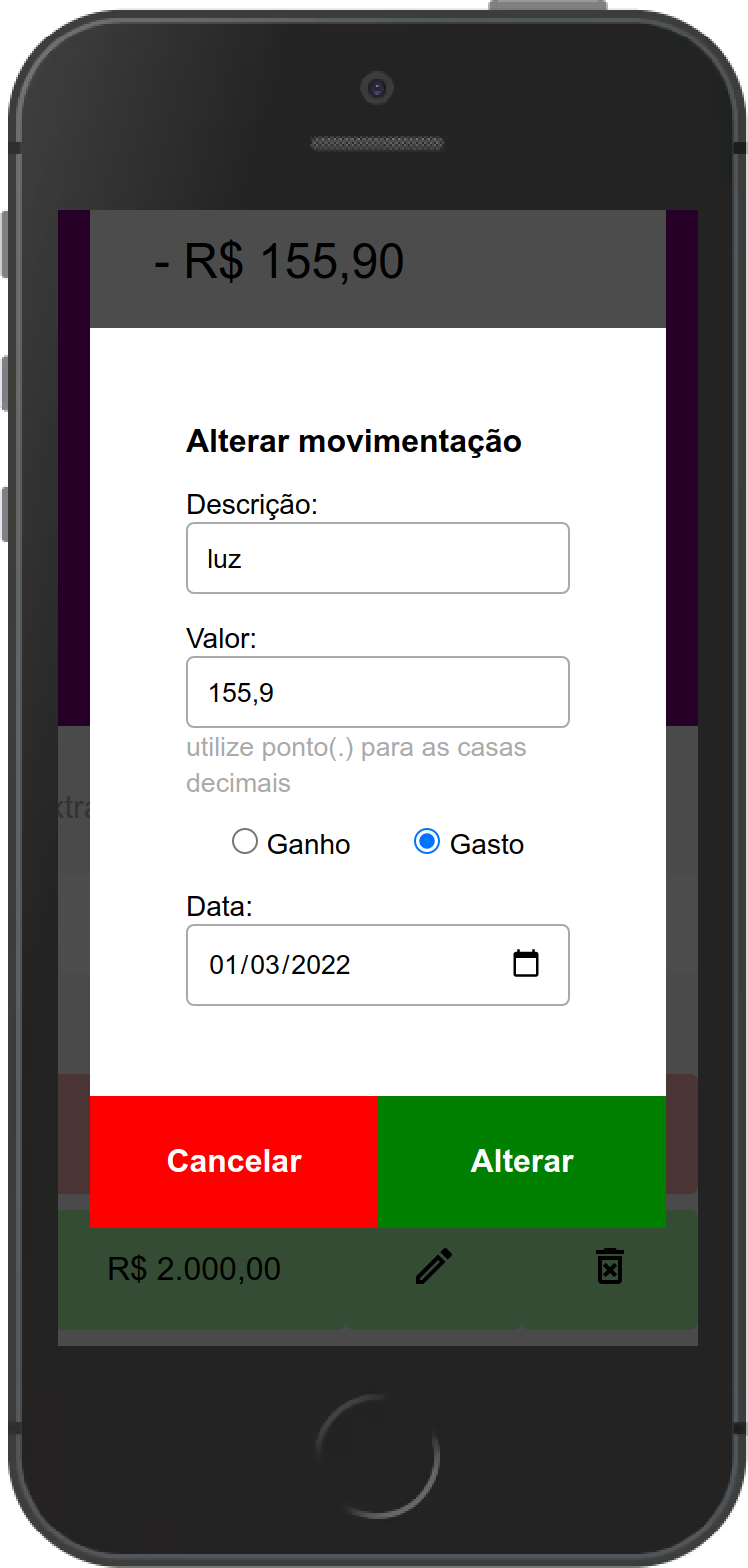 - R$ 155,90
Alterar movimentação
Descrição:
luz
Valor:
155,9
utilize ponto(.) para as casas
decimais
Ganho Gasto
Data:
01/03/2022
Cancelar Alterar
R$ 2.000,00